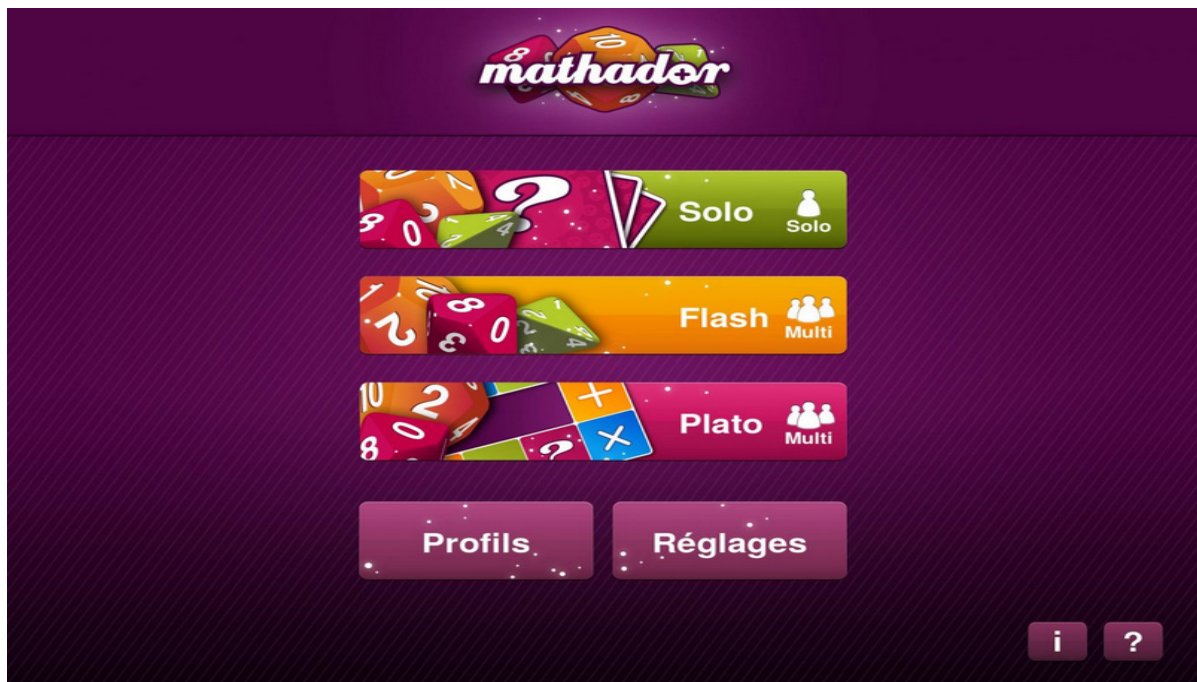 mathador
Solo
Solo
Flash
Multi
Plato
Multi
Profils
Réglages
i
?